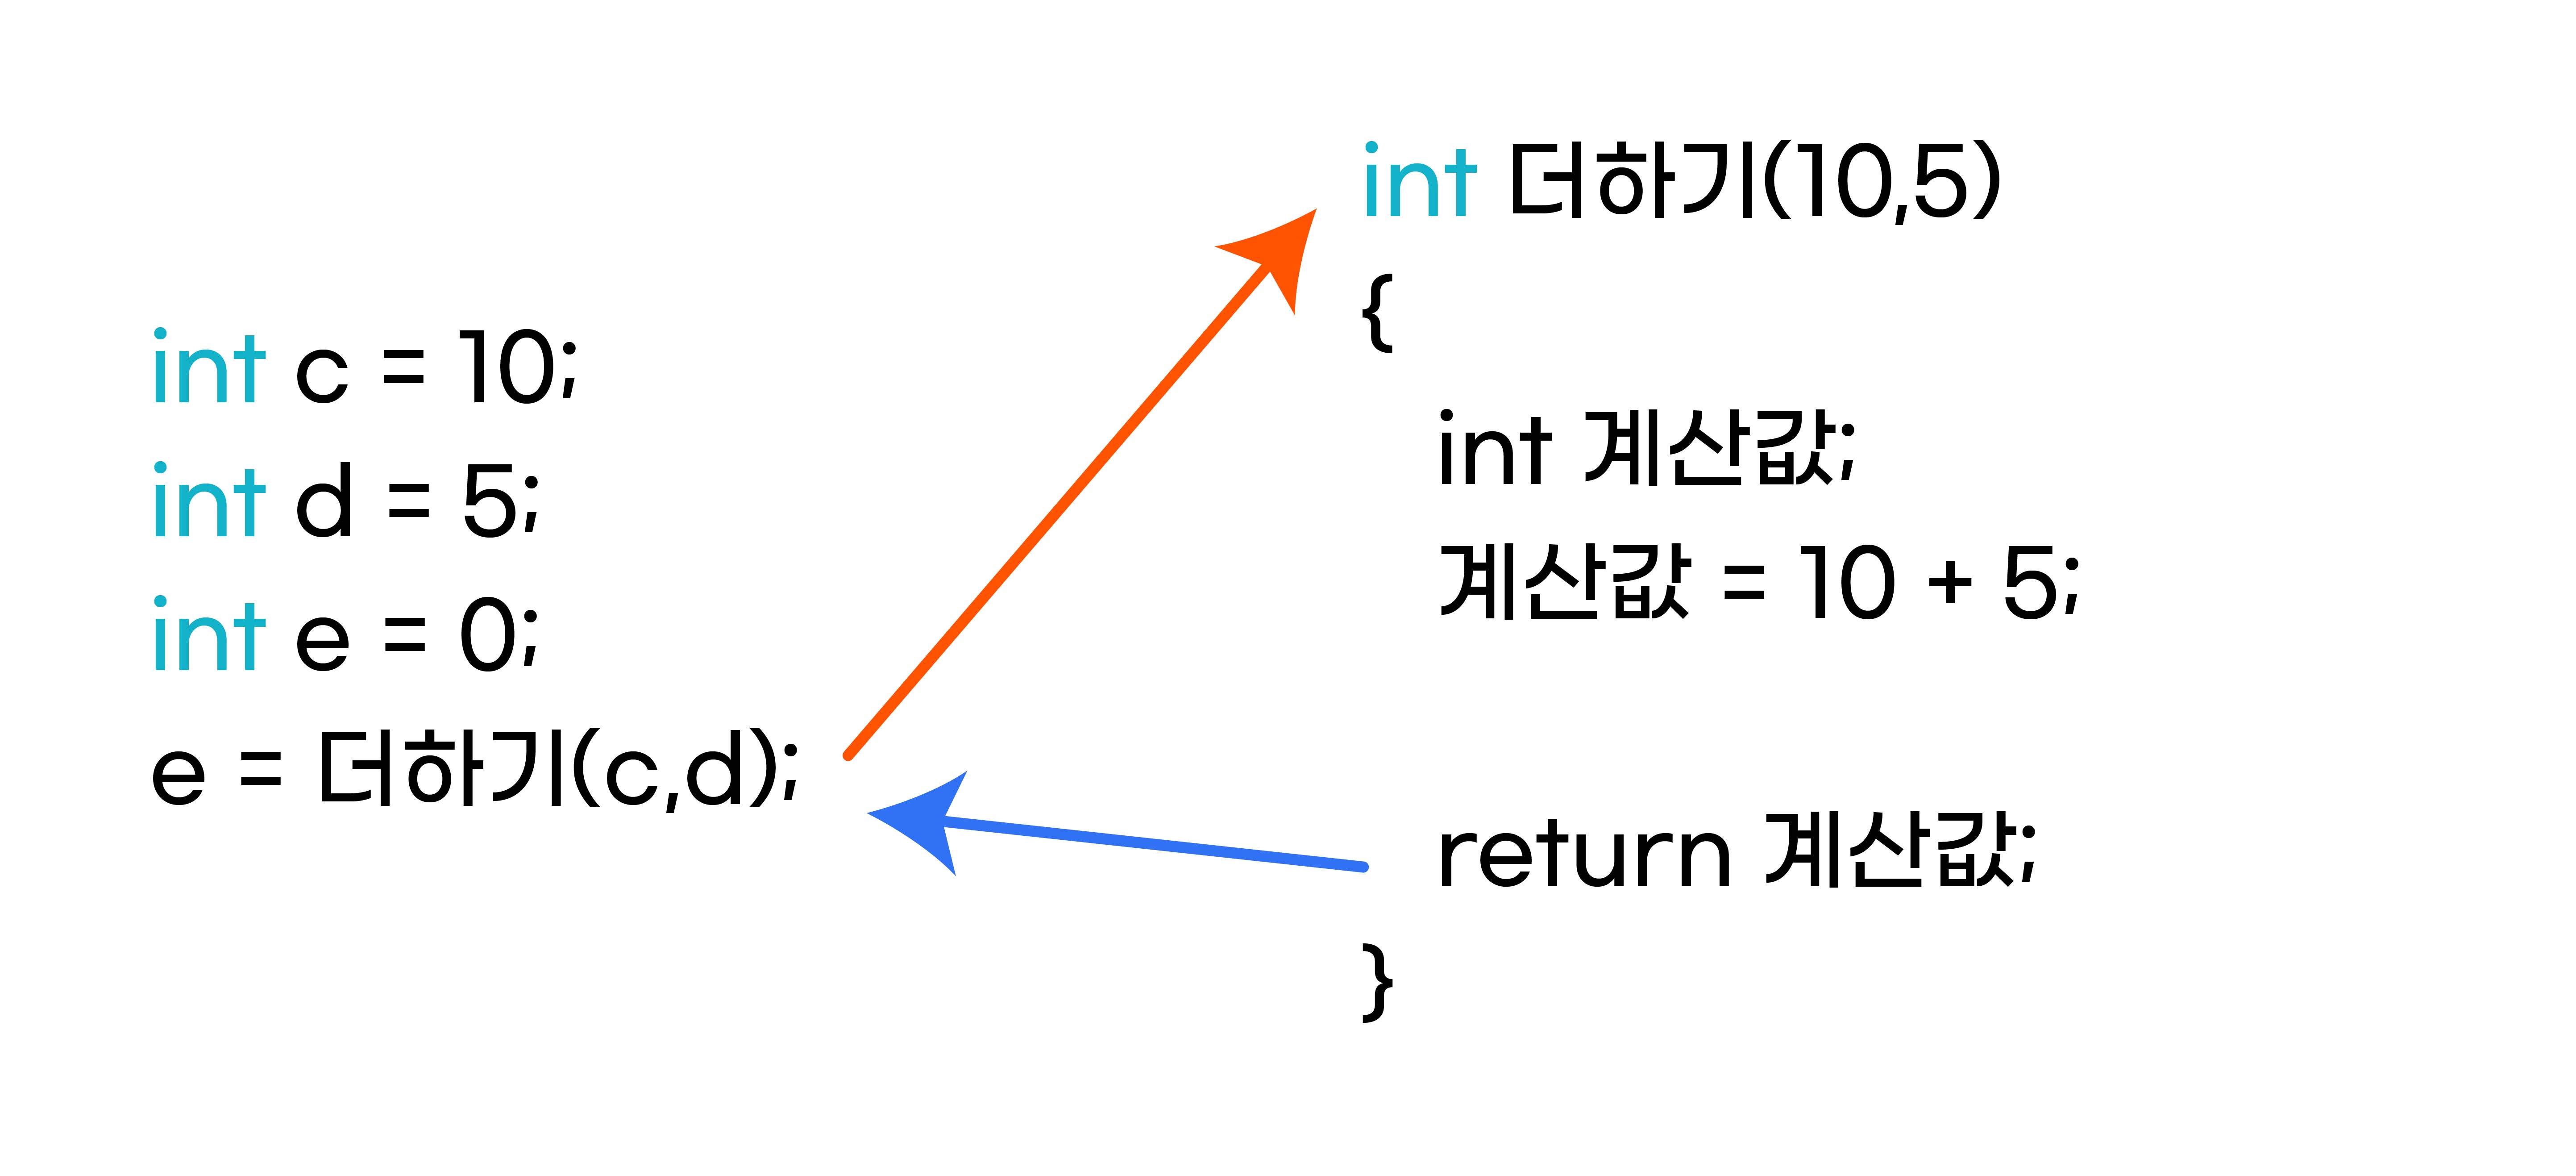 int c = 10;
int d = 5;
int e = 0;
e = 더하기(c,d);
int 더하기(10,5)
{
int 계산값;
계산값 = 10 + 5;
return 계산값;
}